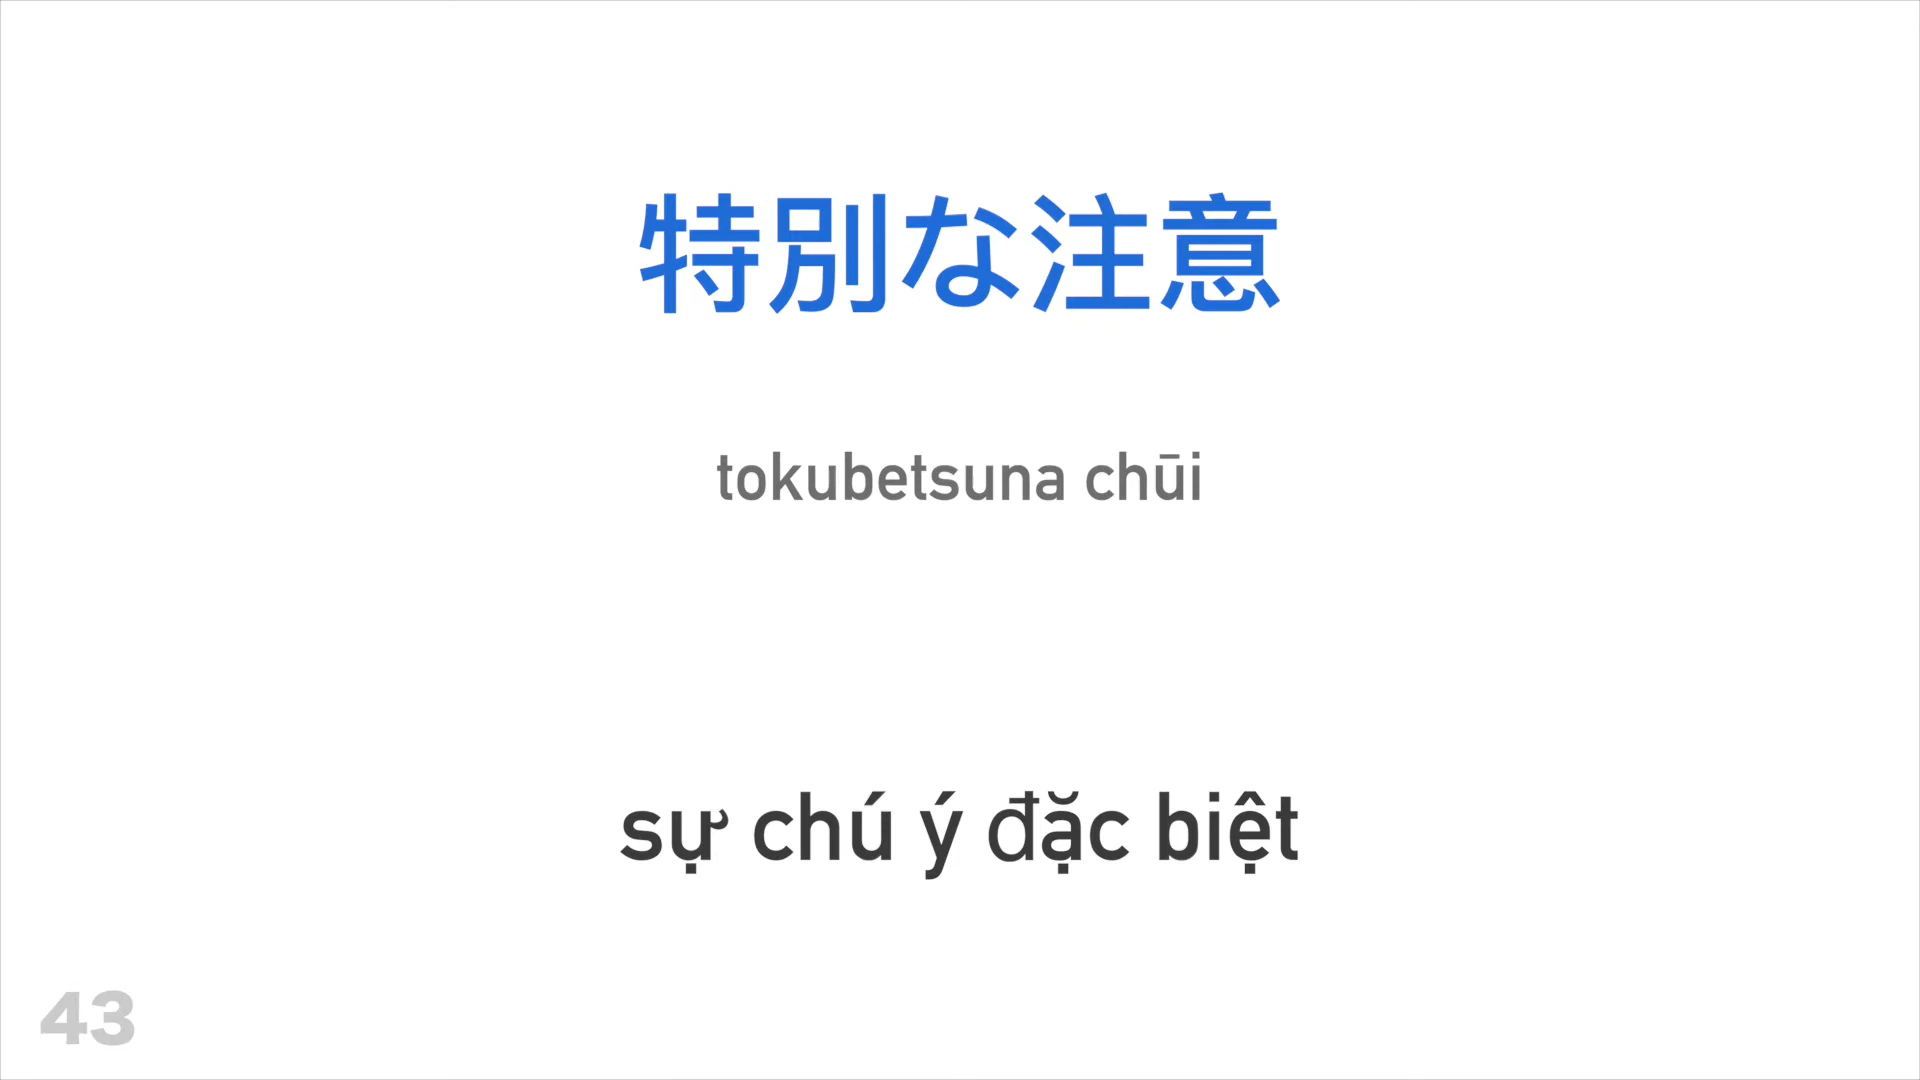 特別な注意
tokubetsuna chūi
sự chú ý đặc biệt
43